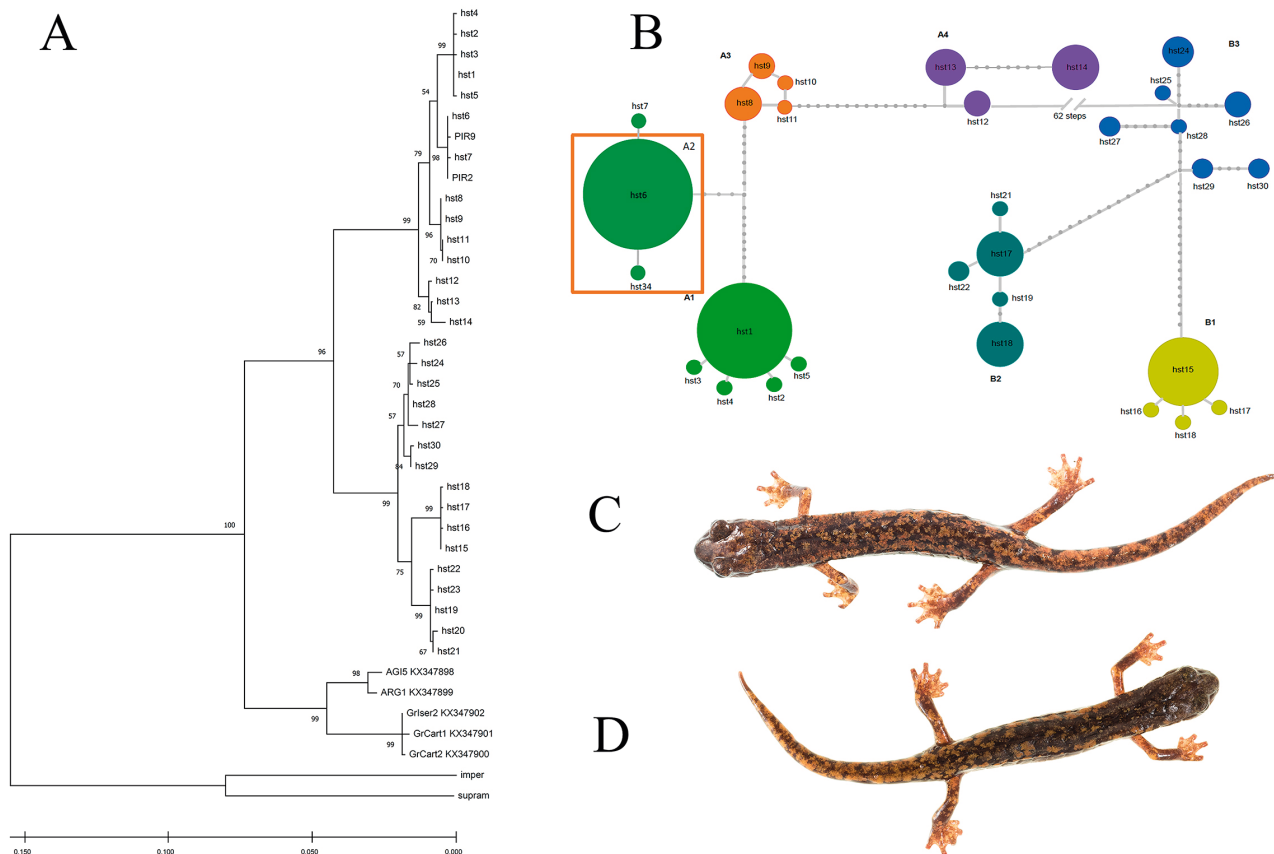 A
hst4
hst2
99
hst3
hst1
54
hst5
hst6
PIR9
79
98
hst7
PIR2
hst8
99
hst9
96
hst11
70
hst10
hst12
82
hst13
59
hst14
57
hst26
hst24
96
70
hst25
hst28
57
hst27
hst30
84
hst29
99
hst18
99
hst17
hst16
100
hst15
75
hst22
hst23
99
hst19
hst20
67
hst21
98
AGI5 KX347898
ARG1 KX347899
99
GrIser2 KX347902
GrCart1 KX347901
99
GrCart2 KX347900
imper
supram
0.150
0.100
0.050
0.000
B
A3
hst9
hst10
hst8
hst11
A4
hst13
hst14
hst12
62 steps
B3
hst24
hst25
hst26
hst27
hst28
hst29
hst30
hst7
A2
hst6
hst34
A1
hst1
hst3
hst4
hst2
hst5
hst21
hst17
hst22
hst19
hst18
B2
B1
hst15
hst16
hst18
hst17
C
D